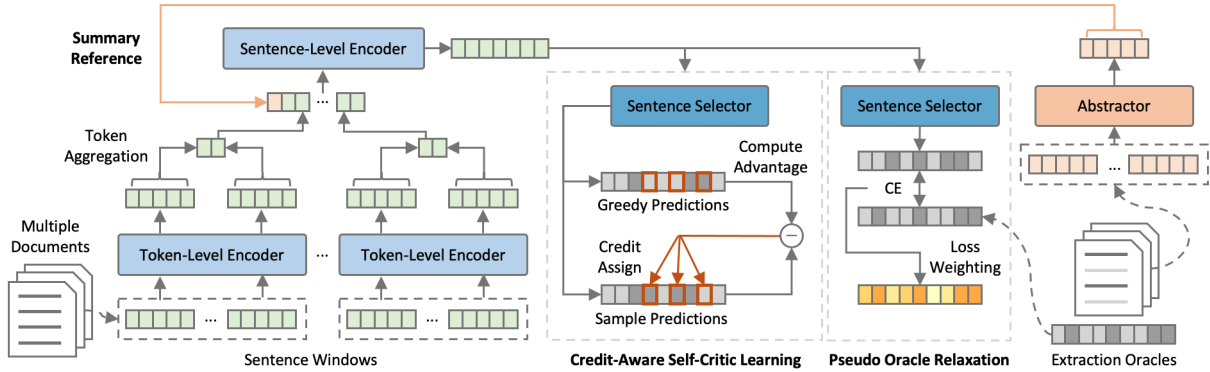 Summary
Reference
Sentence-Level Encoder
...
Token
Aggregation
Multiple
Documents
Token-Level Encoder
...
Token-Level Encoder
...
...
Sentence Windows
Sentence Selector
Compute
Advantage
Greedy Predictions
Credit
Assign
−
Sample Predictions
Credit-Aware Self-Critic Learning
Sentence Selector
CE
Loss
Weighting
Pseudo Oracle Relaxation
Abstractor
...
Extraction Oracles